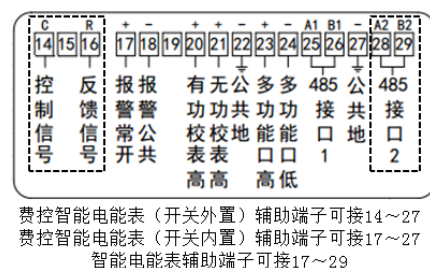 C R + − + + − + − A1 B1 − A2 B2
14 15 16 17 18 19 20 21 22 23 24 25 26 27 28 29
控制信号 反馈信号 报警常开 报警公共 有功校表高 无功校表高 公共地 多功能口高 多功能口低 485接口1 公共地 485接口2
费控智能电能表（开关外置）辅助端子可接14～27
费控智能电能表（开关内置）辅助端子可接17～27
智能电能表辅助端子可接17～29